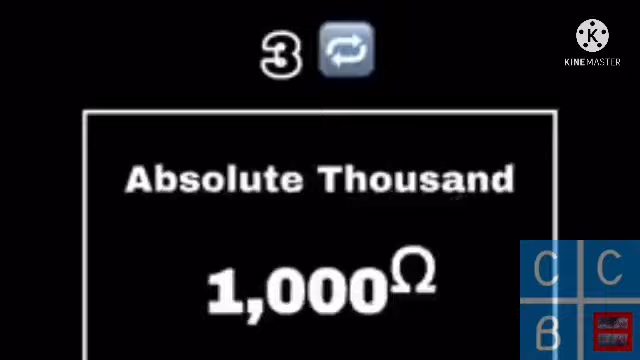 3 🔁
K
KINEMASTER
Absolute Thousand
1,000Ω
C C
B